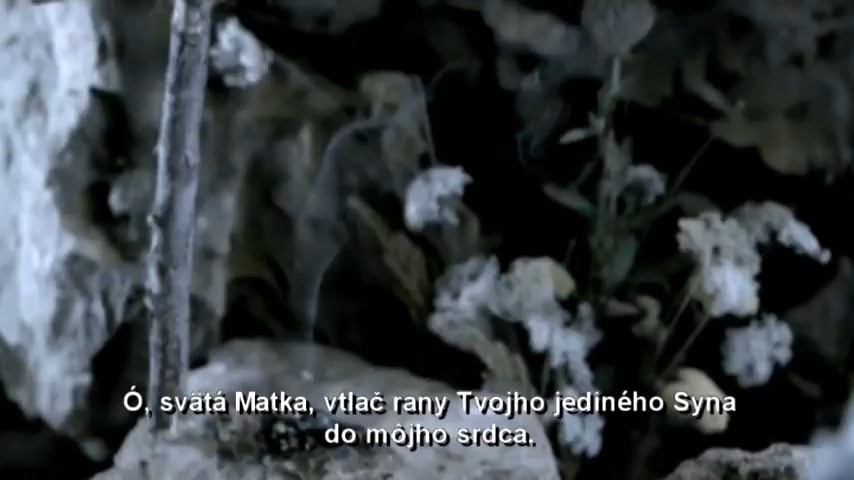 Ó, svätá Matka, vtlač rany Tvojho jediného Syna
do môjho srdca.